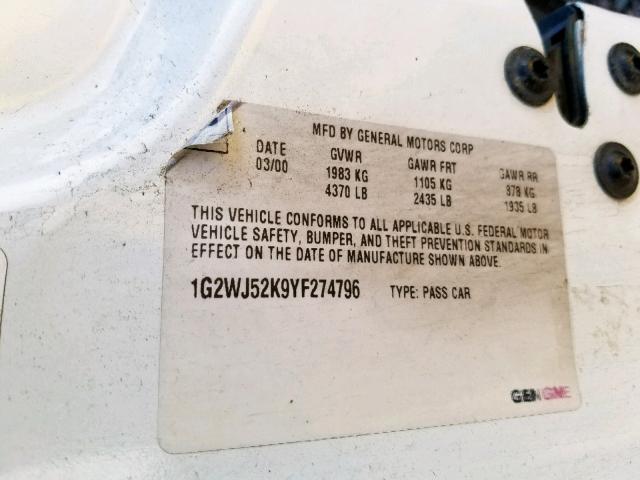 MFD BY GENERAL MOTORS CORP
DATE GVWR GAWR FRT GAWR RR
03/00 1983 KG 1105 KG 878 KG
4370 LB 2435 LB 1935 LB
THIS VEHICLE CONFORMS TO ALL APPLICABLE U.S. FEDERAL MOTOR
VEHICLE SAFETY, BUMPER, AND THEFT PREVENTION STANDARDS IN
EFFECT ON THE DATE OF MANUFACTURE SHOWN ABOVE.
1G2WJ52K9YF274796 TYPE: PASS CAR